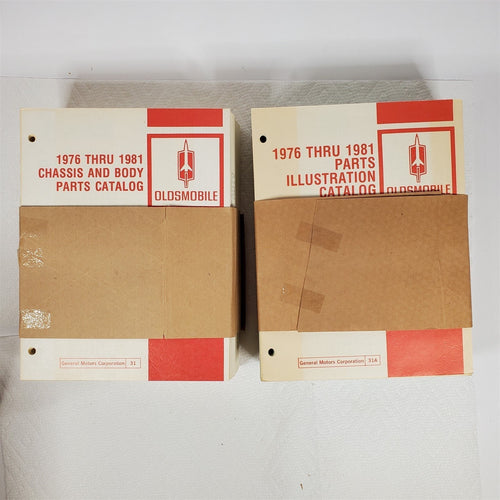 1976 THRU 1981
CHASSIS AND BODY
PARTS CATALOG
OLDSMOBILE
General Motors Corporation 31
1976 THRU 1981
PARTS
ILLUSTRATION
CATALOG
OLDSMOBILE
General Motors Corporation 31A